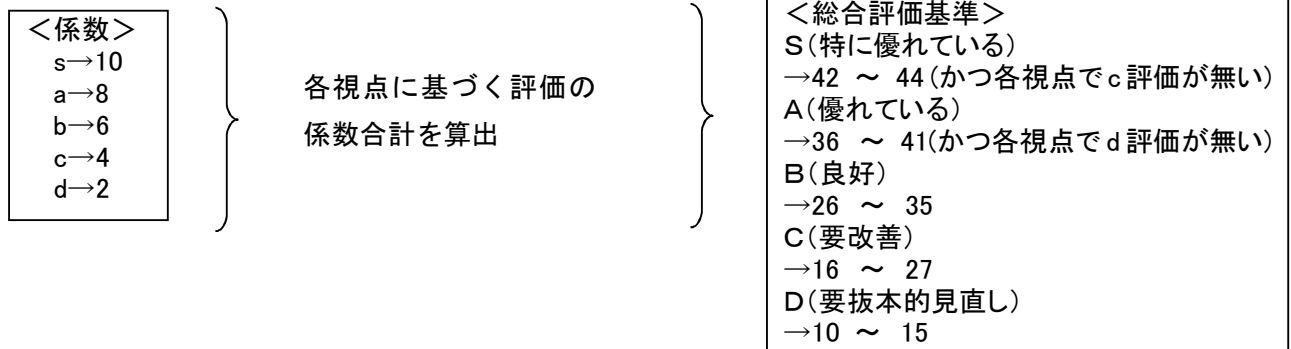 ＜係数＞
s→10
a→8
b→6
c→4
d→2
各視点に基づく評価の
係数合計を算出
＜総合評価基準＞
Ｓ（特に優れている）
→42 ～ 44（かつ各視点でｃ評価が無い）
Ａ（優れている）
→36 ～ 41（かつ各視点でｄ評価が無い）
Ｂ（良好）
→26 ～ 35
Ｃ（要改善）
→16 ～ 27
Ｄ（要抜本的見直し）
→10 ～ 15